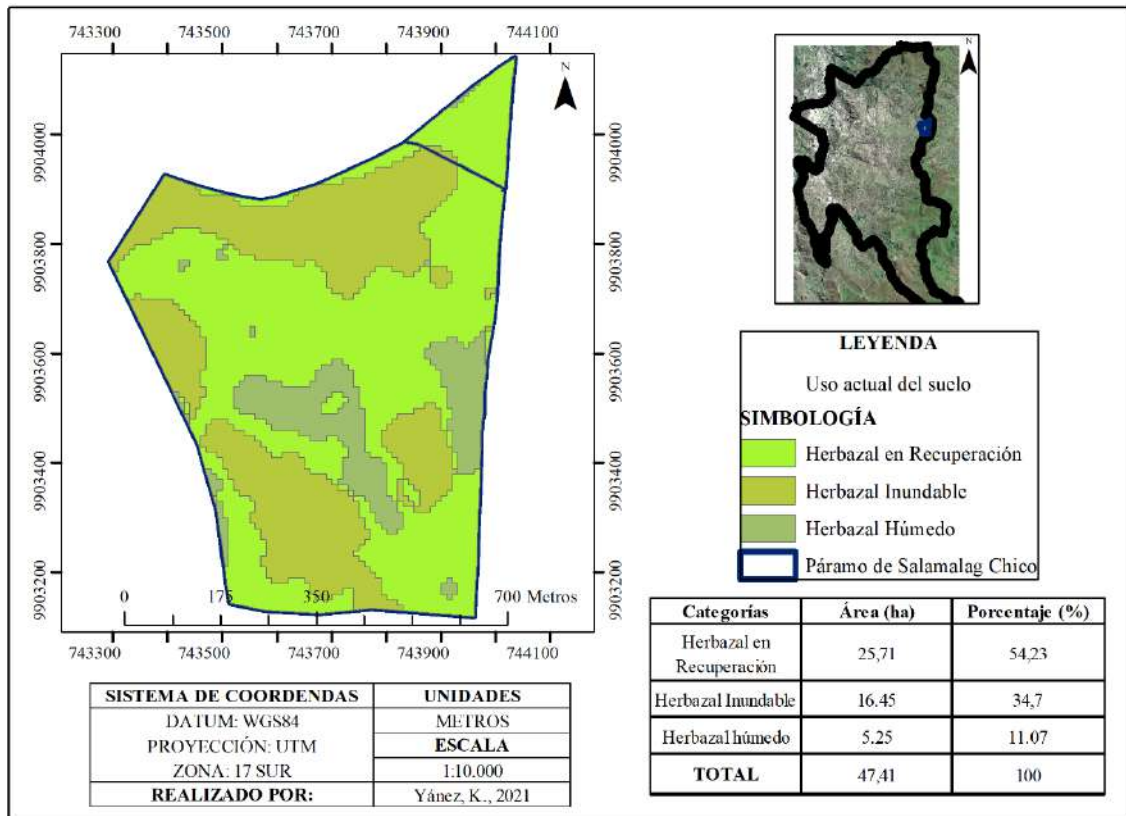 743300 743500 743700 743900 744100
N
9904000
9903800
9903600
9903400
9903200
9904000
9903800
9903600
9903400
9903200
0 175 350 700 Metros
743300 743500 743700 743900 744100
N
LEYENDA
Uso actual del suelo
SIMBOLOGÍA
Herbazal en Recuperación
Herbazal Inundable
Herbazal Húmedo
Páramo de Salamalag Chico
Categorías Área (ha) Porcentaje (%)
Herbazal en
Recuperación
25,71 54,23
Herbazal Inundable 16.45 34,7
Herbazal húmedo 5.25 11.07
TOTAL 47,41 100
SISTEMA DE COORDENDAS UNIDADES
DATUM: WGS84 METROS
PROYECCIÓN: UTM ESCALA
ZONA: 17 SUR 1:10.000
REALIZADO POR: Yánez, K., 2021